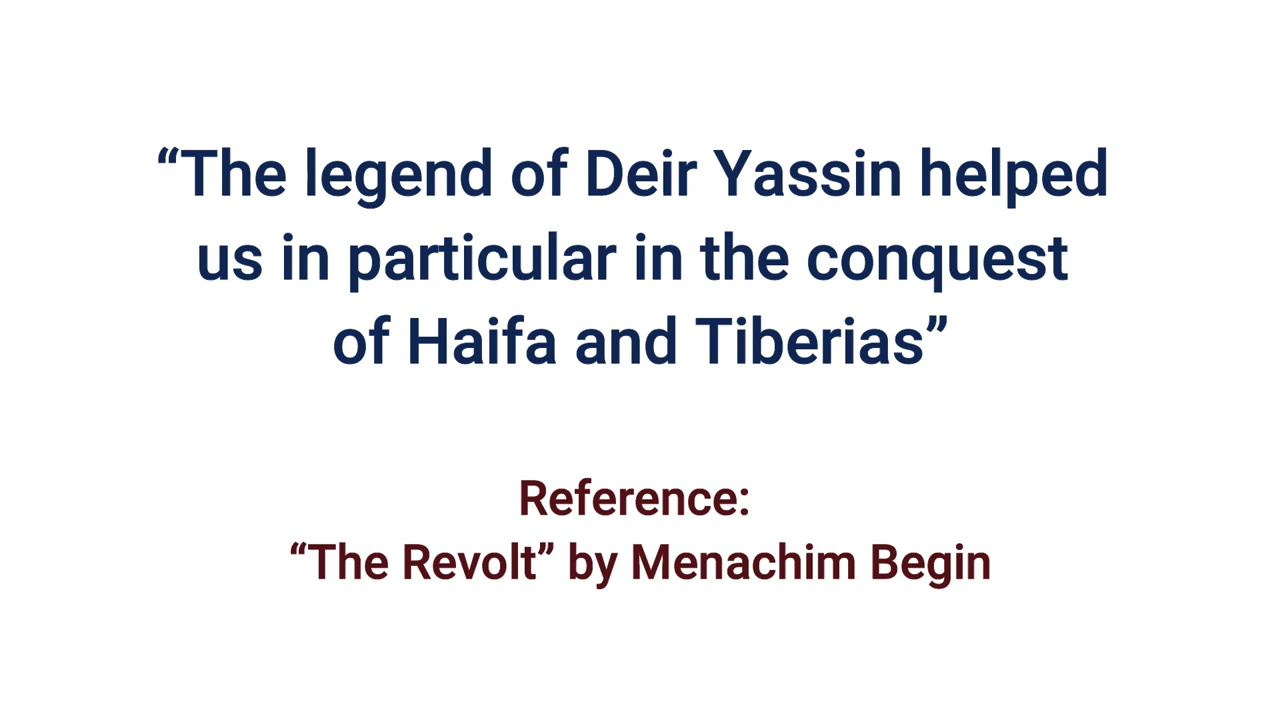 “The legend of Deir Yassin helped
us in particular in the conquest
of Haifa and Tiberias”
Reference:
“The Revolt” by Menachim Begin